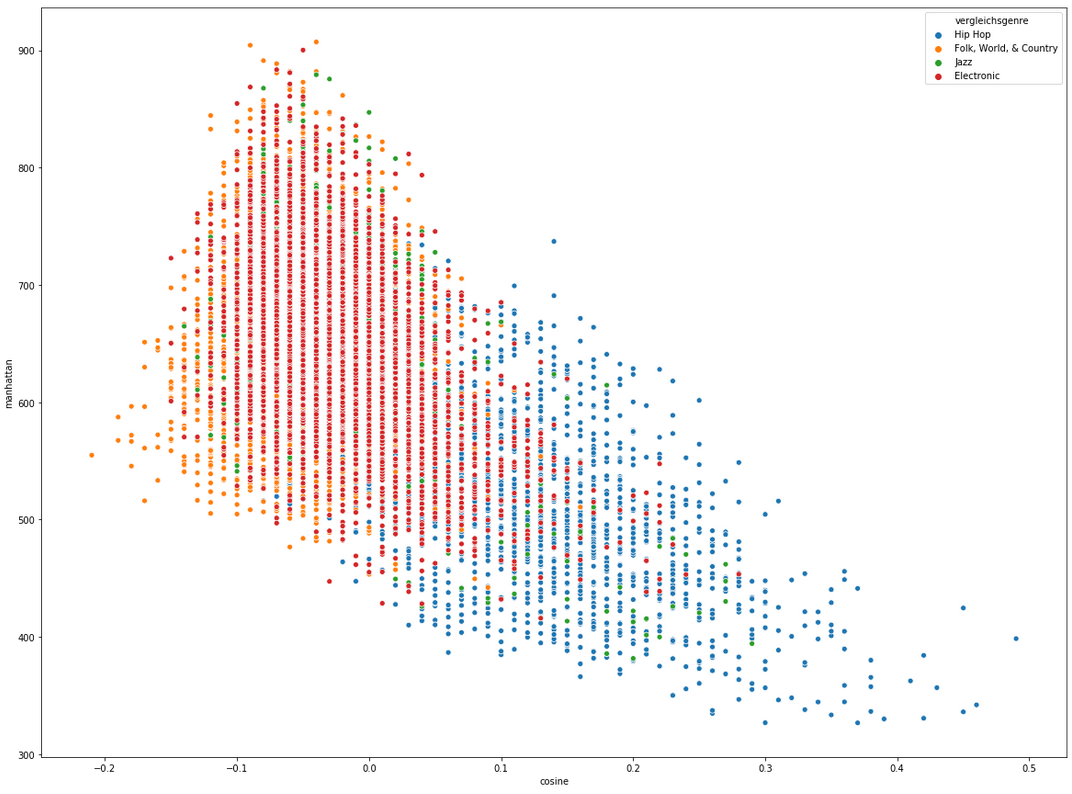 vergleichsgenre
Hip Hop
Folk, World, & Country
Jazz
Electronic
900
800
700
600
500
400
300
manhattan
−0.2
−0.1
0.0
0.1
0.2
0.3
0.4
0.5
cosine